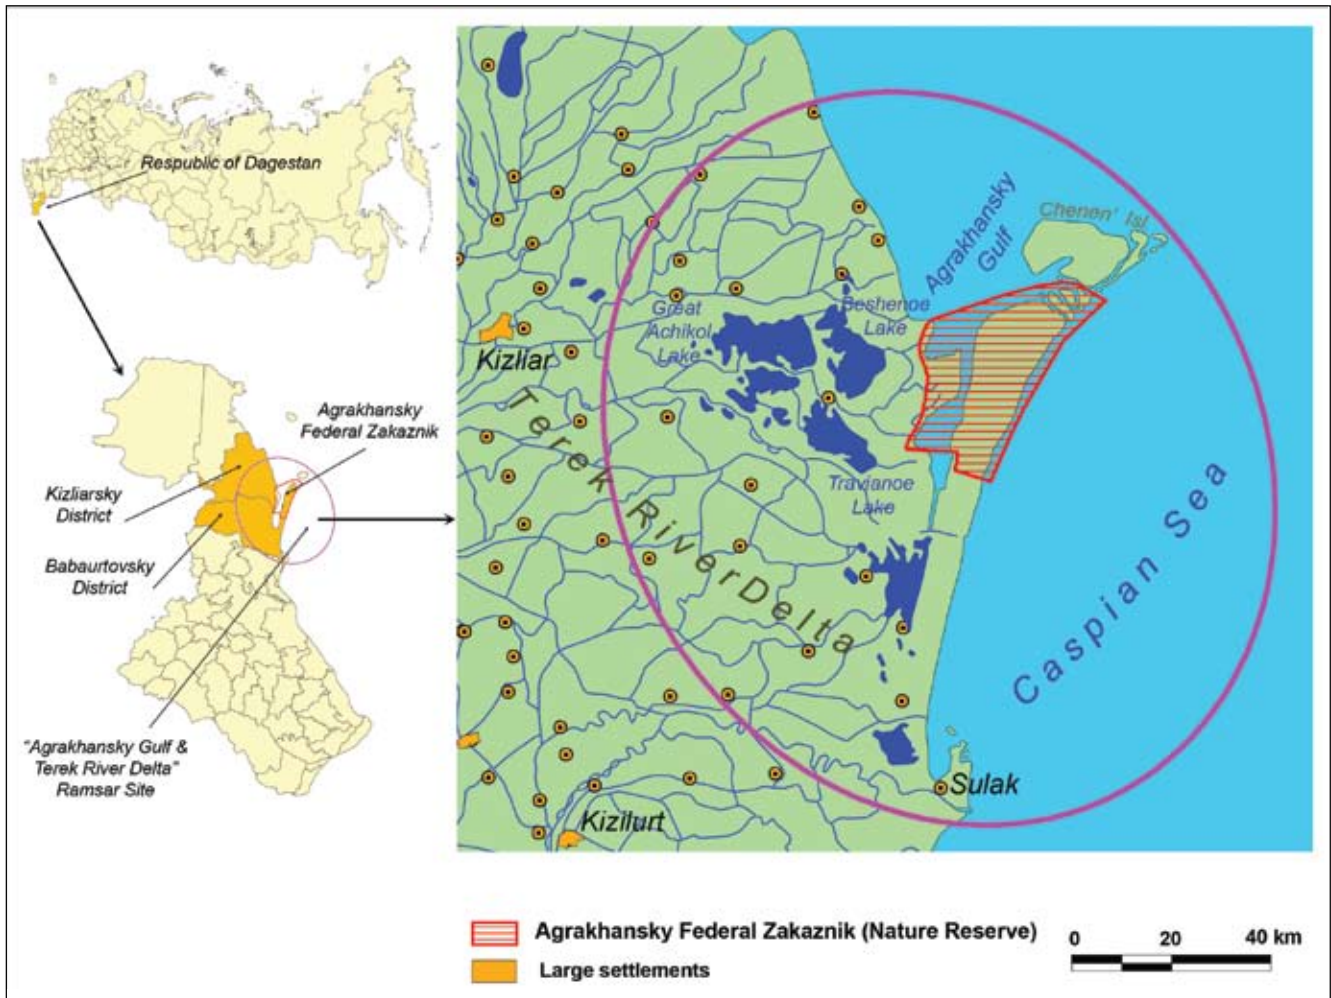 Respublic of Dagestan
Agrakhansky
Federal Zakaznik
Kizliarsky
District
Babaurtovsky
District
"Agrakhansky Gulf &
Terek River Delta"
Ramsar Site
Agrakhansky
Gulf
Chenen' Isl.
Great
Achikol
Lake
Beshenoe
Lake
Kizliar
Terek River Delta
Travianoe
Lake
Caspian Sea
Sulak
Kizilurt
Agrakhansky Federal Zakaznik (Nature Reserve)
Large settlements
0 20 40 km